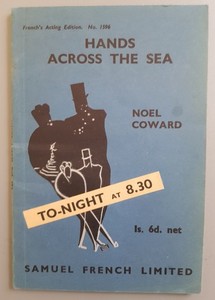 French's Acting Edition. No. 1506
HANDS
ACROSS THE SEA
NOEL
COWARD
TO-NIGHT AT 8.30
1s. 6d. net
SAMUEL FRENCH LIMITED